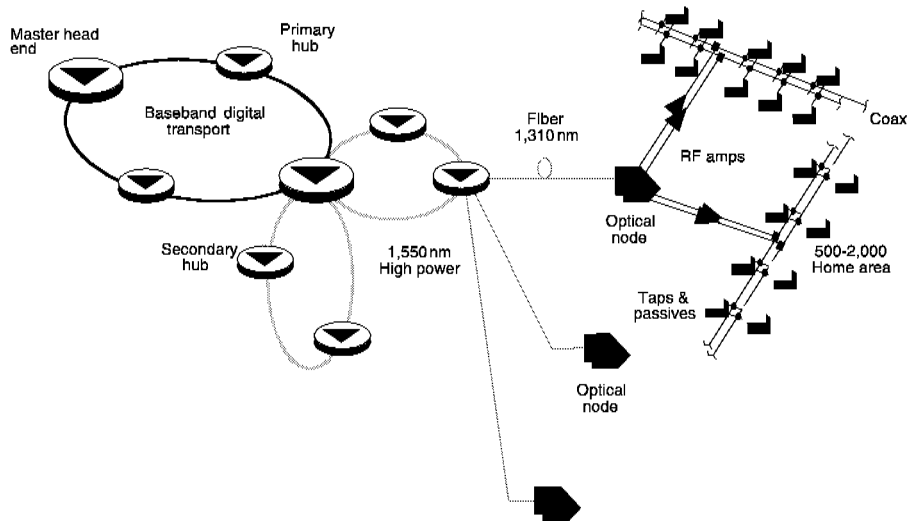 Master head
end
Primary
hub
Baseband digital
transport
Fiber
1,310 nm
Coax
RF amps
Optical
node
Secondary
hub
1,550 nm
High power
500-2,000
Home area
Taps &
passives
Optical
node